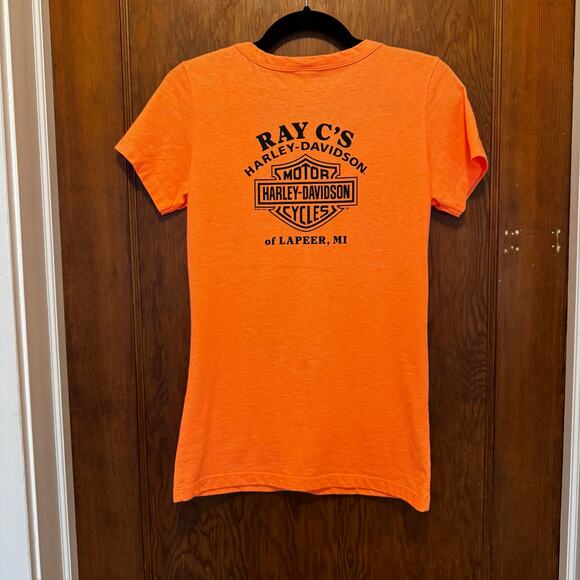 RAY C'S
HARLEY-DAVIDSON
MOTOR
HARLEY-DAVIDSON
CYCLES
of LAPEER, MI